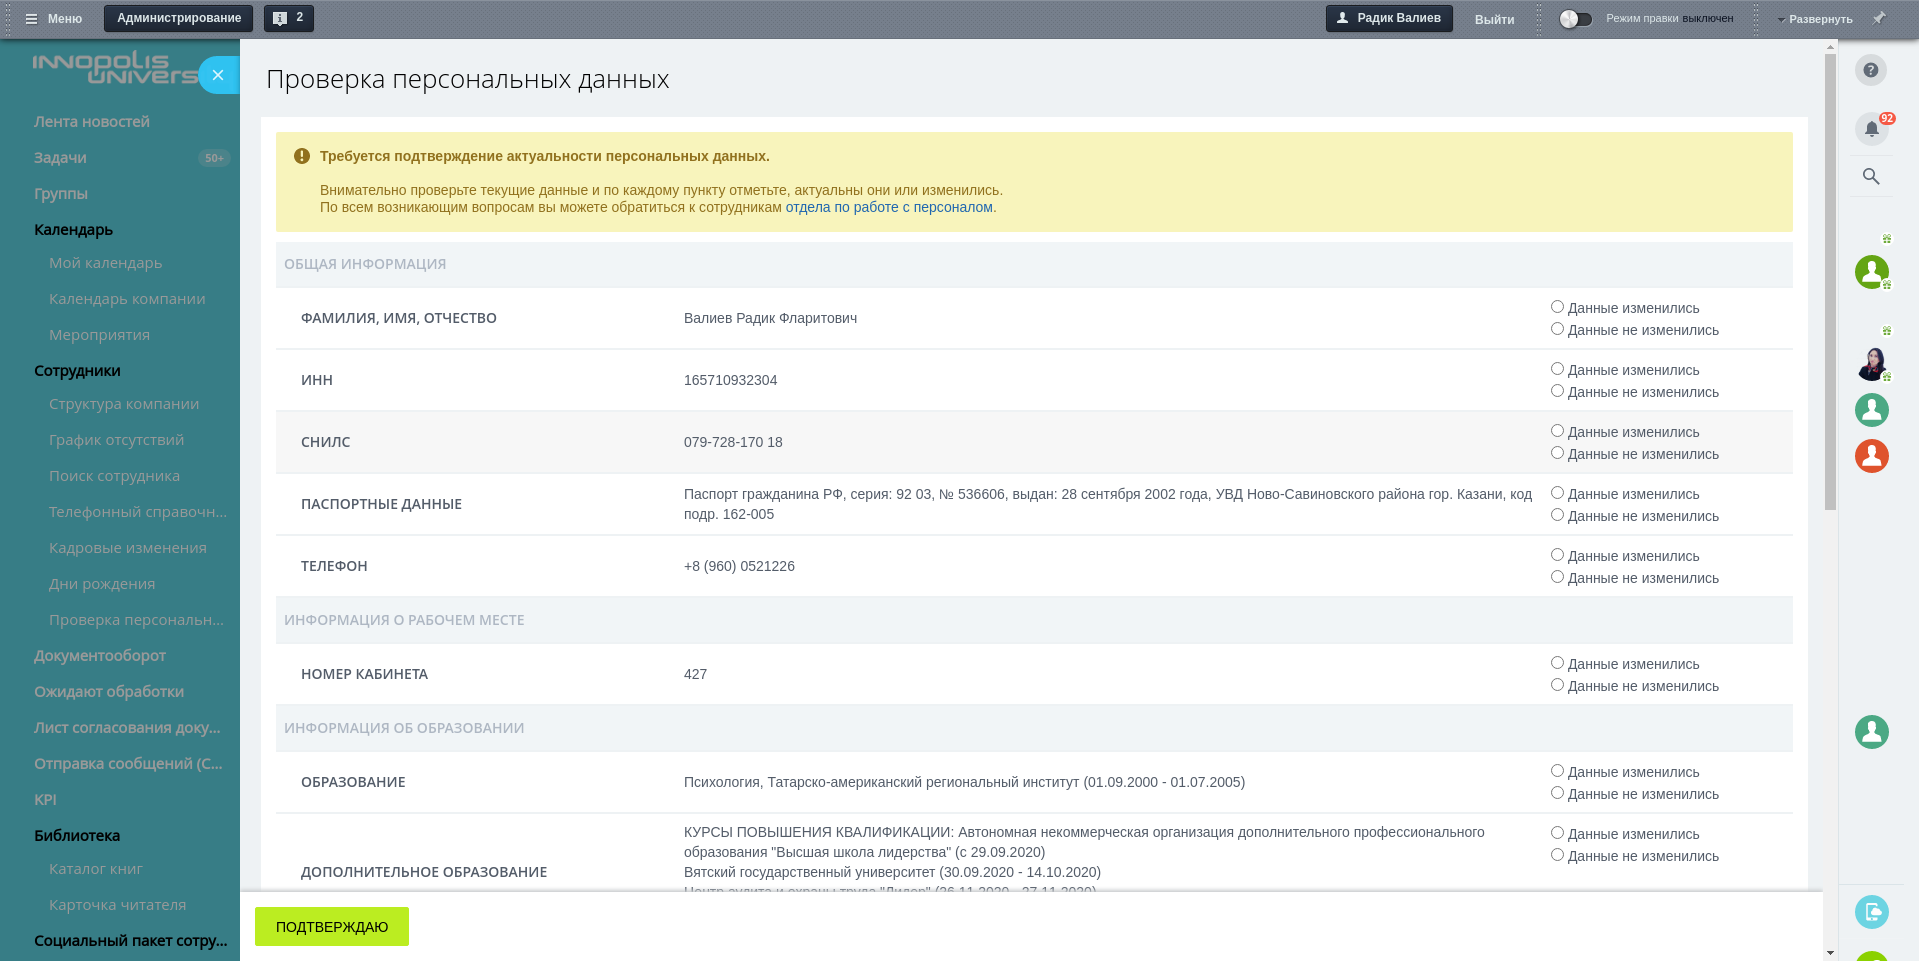 Меню
Администрирование
2
Радик Валиев
Выйти
Режим правки выключен
Развернуть
INNOPOLIS
UNIVERS
Лента новостей
Задачи
50+
Группы
Календарь
Мой календарь
Календарь компании
Мероприятия
Сотрудники
Структура компании
График отсутствий
Поиск сотрудника
Телефонный справочн...
Кадровые изменения
Дни рождения
Проверка персональн...
Документооборот
Ожидают обработки
Лист согласования доку...
Отправка сообщений (С...
KPI
Библиотека
Каталог книг
Карточка читателя
Социальный пакет сотру...
Проверка персональных данных
Требуется подтверждение актуальности персональных данных.
Внимательно проверьте текущие данные и по каждому пункту отметьте, актуальны они или изменились.
По всем возникающим вопросам вы можете обратиться к сотрудникам отдела по работе с персоналом.
ОБЩАЯ ИНФОРМАЦИЯ
ФАМИЛИЯ, ИМЯ, ОТЧЕСТВО
Валиев Радик Фларитович
Данные изменились
Данные не изменились
ИНН
165710932304
Данные изменились
Данные не изменились
СНИЛС
079-728-170 18
Данные изменились
Данные не изменились
ПАСПОРТНЫЕ ДАННЫЕ
Паспорт гражданина РФ, серия: 92 03, № 536606, выдан: 28 сентября 2002 года, УВД Ново-Савиновского района гор. Казани, код
подр. 162-005
Данные изменились
Данные не изменились
ТЕЛЕФОН
+8 (960) 0521226
Данные изменились
Данные не изменились
ИНФОРМАЦИЯ О РАБОЧЕМ МЕСТЕ
НОМЕР КАБИНЕТА
427
Данные изменились
Данные не изменились
ИНФОРМАЦИЯ ОБ ОБРАЗОВАНИИ
ОБРАЗОВАНИЕ
Психология, Татарско-американский региональный институт (01.09.2000 - 01.07.2005)
Данные изменились
Данные не изменились
ДОПОЛНИТЕЛЬНОЕ ОБРАЗОВАНИЕ
КУРСЫ ПОВЫШЕНИЯ КВАЛИФИКАЦИИ: Автономная некоммерческая организация дополнительного профессионального
образования "Высшая школа лидерства" (с 29.09.2020)
Вятский государственный университет (30.09.2020 - 14.10.2020)
Центр аудита и охраны труда "Лидер" (26.11.2020 - 27.11.2020)
Данные изменились
Данные не изменились
ПОДТВЕРЖДАЮ
92